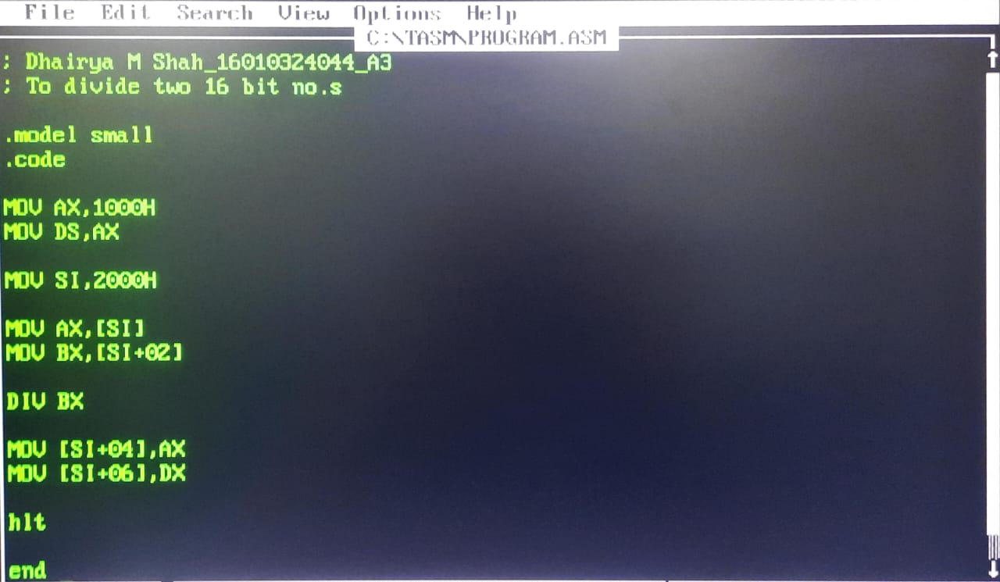 File Edit Search View Options Help
C:\TASM\PROGRAM.ASM
; Dhairya M Shah_16010324044_A3
; To divide two 16 bit no.s
.model small
.code
MOV AX,1000H
MOV DS,AX
MOV SI,2000H
MOV AX,[SI]
MOV BX,[SI+02]
DIV BX
MOV [SI+04],AX
MOV [SI+06],DX
hlt
end